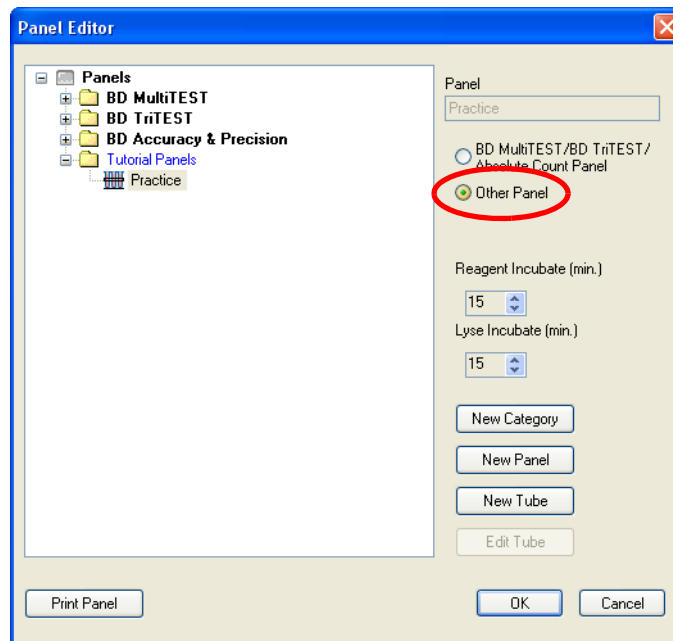 Panel Editor
Panels
BD MultiTEST
BD TriTEST
BD Accuracy & Precision
Tutorial Panels
Practice
Panel
Practice
BD MultiTEST/BD TriTEST/
Absolute Count Panel
Other Panel
Reagent Incubate (min.)
15
Lyse Incubate (min.)
15
New Category
New Panel
New Tube
Edit Tube
Print Panel
OK
Cancel